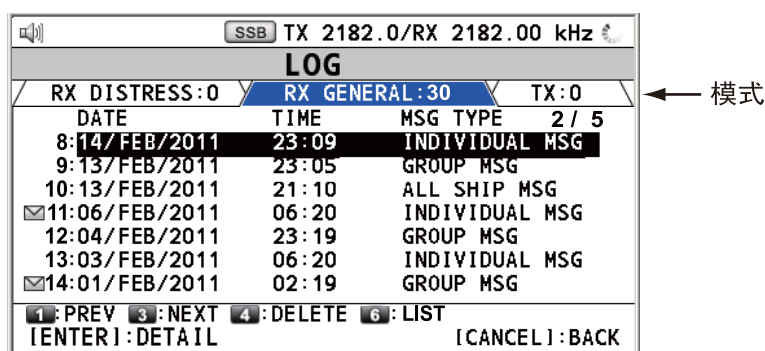 SSB TX 2182.0/RX 2182.00 kHz
LOG
RX DISTRESS:0 RX GENERAL:30 TX:0
模式
DATE TIME MSG TYPE 2/ 5
8:14/FEB/2011 23:09 INDIVIDUAL MSG
9:13/FEB/2011 23:05 GROUP MSG
10:13/FEB/2011 21:10 ALL SHIP MSG
11:06/FEB/2011 06:20 INDIVIDUAL MSG
12:04/FEB/2011 23:19 GROUP MSG
13:03/FEB/2011 06:20 INDIVIDUAL MSG
14:01/FEB/2011 02:19 GROUP MSG
1:PREV 3:NEXT 4:DELETE 6:LIST
[ENTER]:DETAIL [CANCEL]:BACK